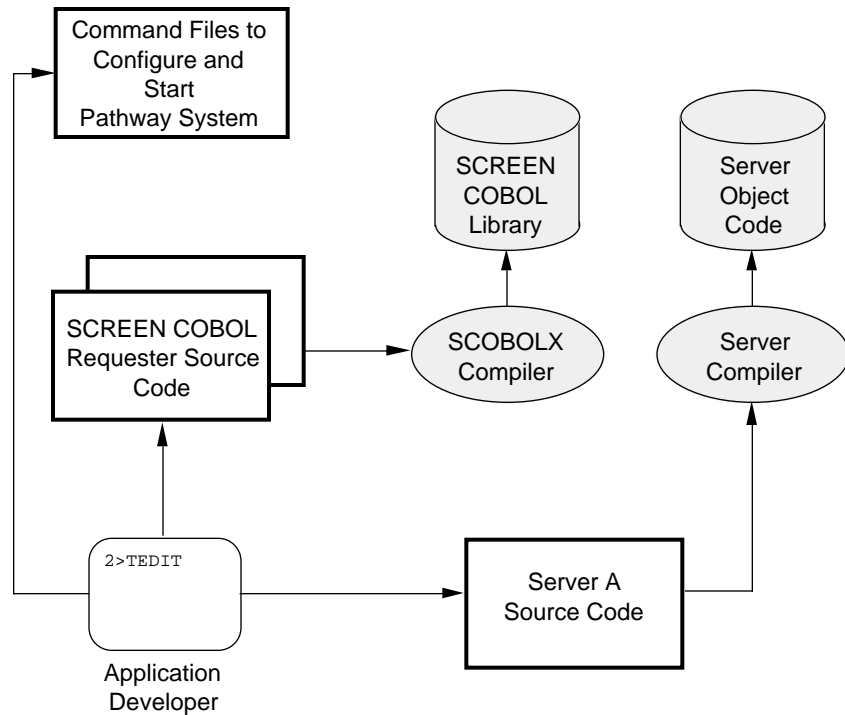 Command Files to
Configure and
Start
Pathway System
SCREEN
COBOL
Library
Server
Object
Code
SCREEN COBOL
Requester Source
Code
SCOBOLX
Compiler
Server
Compiler
2>TEDIT
Server A
Source Code
Application
Developer